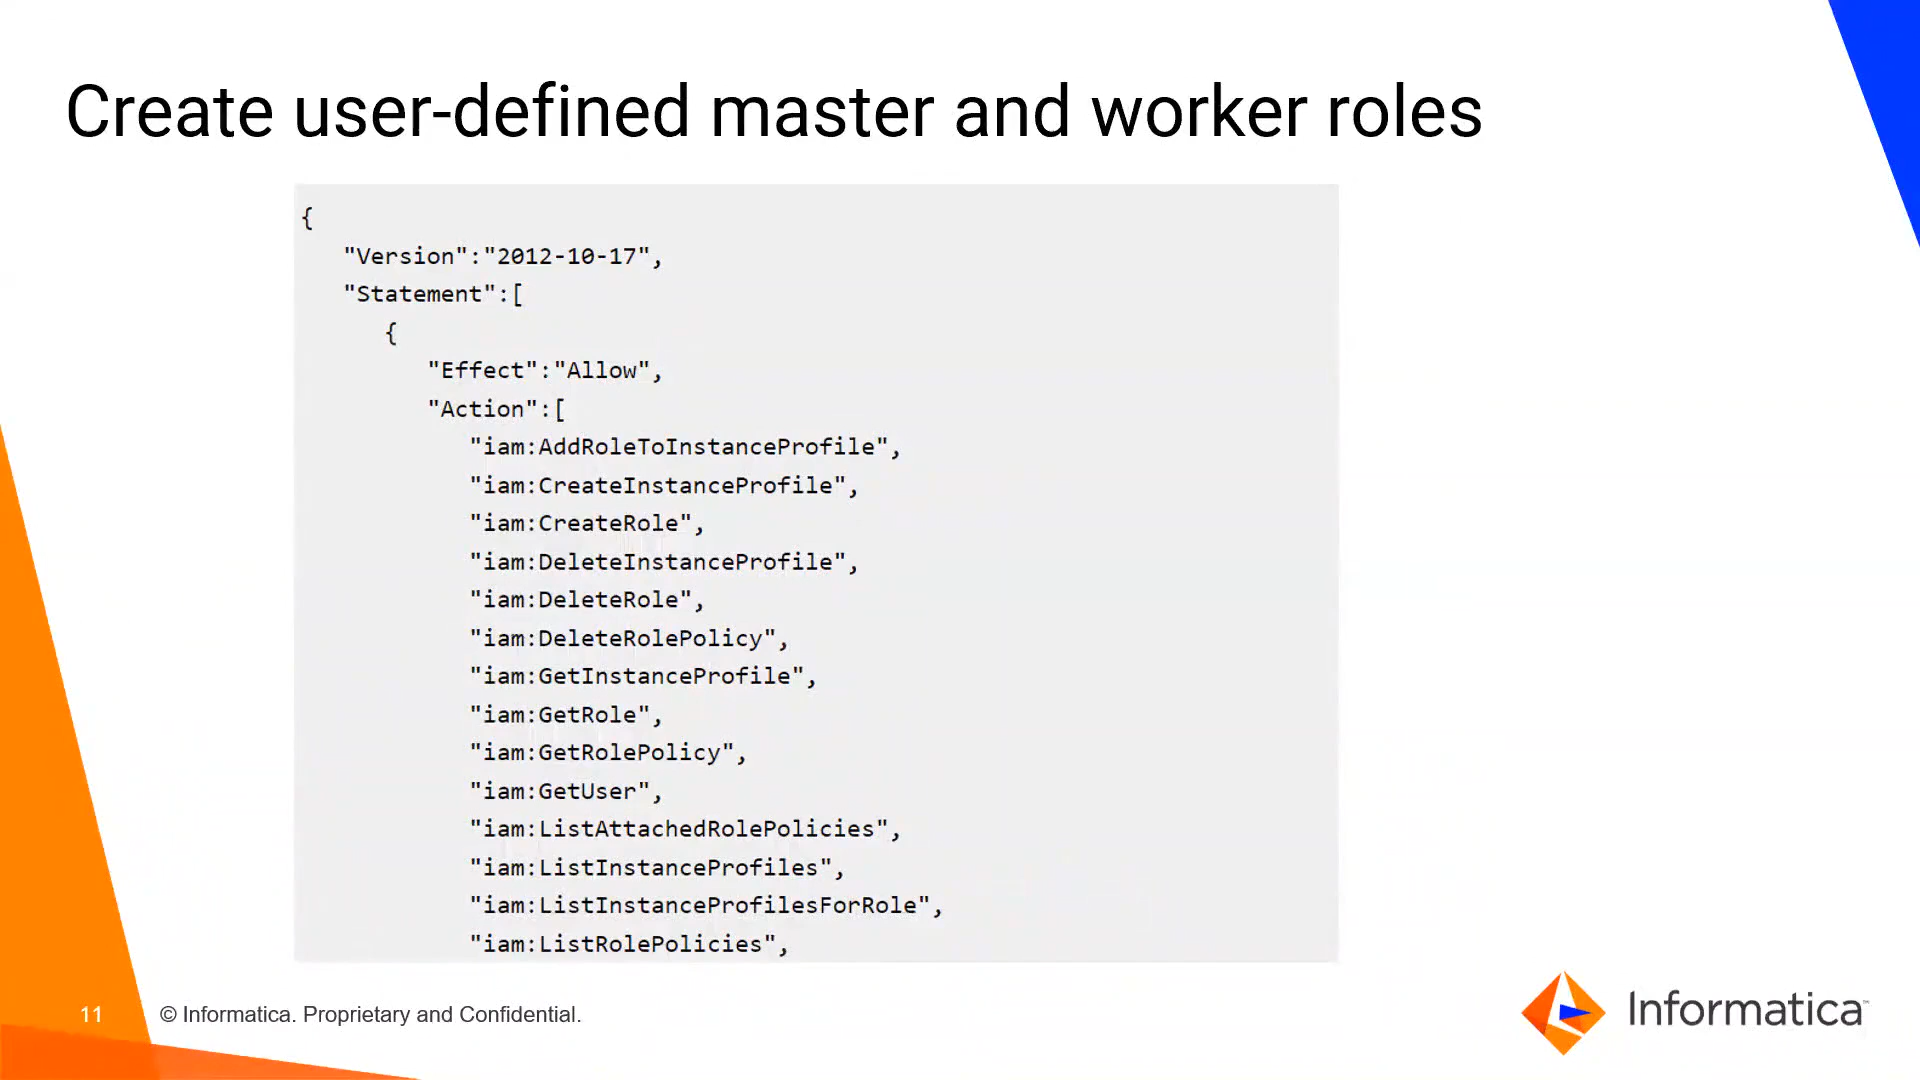 Create user-defined master and worker roles
{
"Version":"2012-10-17",
"Statement":[
{
"Effect":"Allow",
"Action":[
"iam:AddRoleToInstanceProfile",
"iam:CreateInstanceProfile",
"iam:CreateRole",
"iam:DeleteInstanceProfile",
"iam:DeleteRole",
"iam:DeleteRolePolicy",
"iam:GetInstanceProfile",
"iam:GetRole",
"iam:GetRolePolicy",
"iam:GetUser",
"iam:ListAttachedRolePolicies",
"iam:ListInstanceProfiles",
"iam:ListInstanceProfilesForRole",
"iam:ListRolePolicies",
11
© Informatica. Proprietary and Confidential.
Informatica™